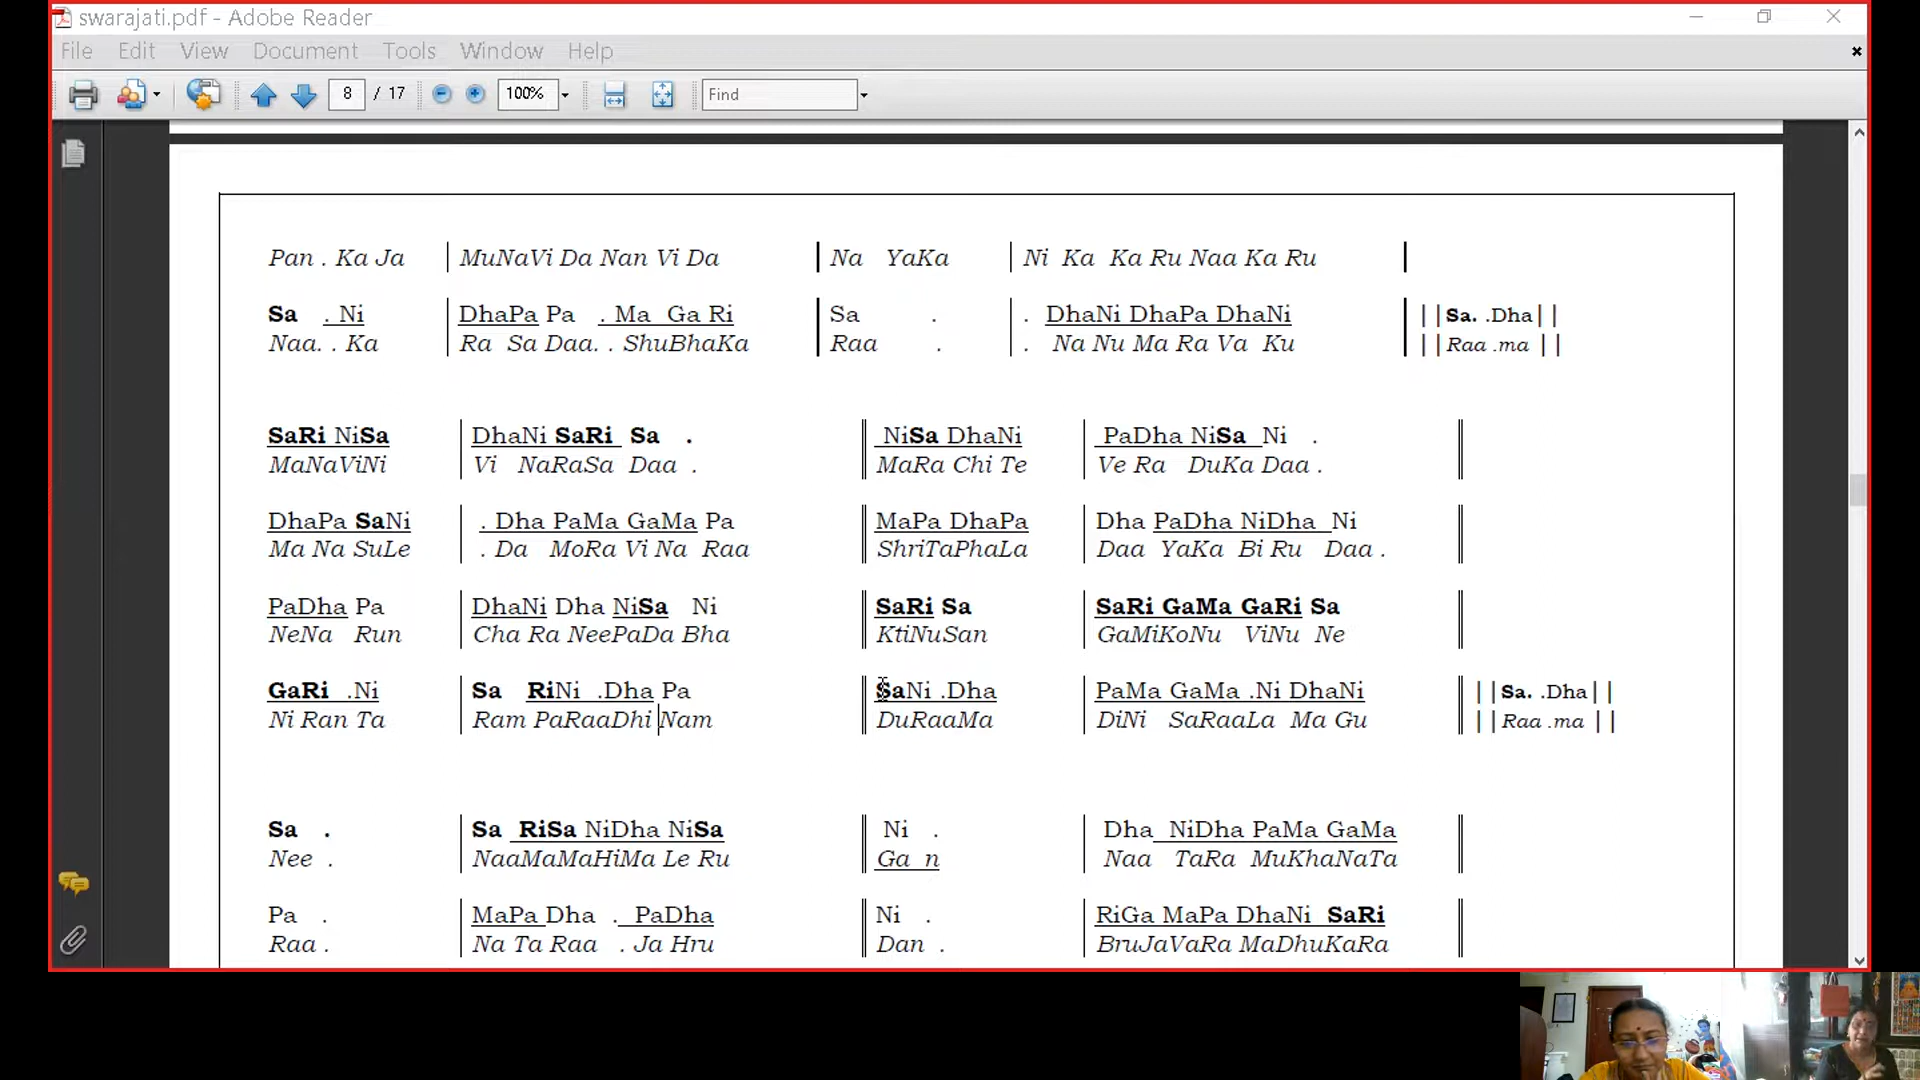 swarajati.pdf - Adobe Reader
File Edit View Document Tools Window Help
8 / 17 100% Find
Pan . Ka Ja | MuNaVi Da Nan Vi Da | Na YaKa | Ni Ka Ka Ru Naa Ka Ru |
Sa . Ni | DhaPa Pa . Ma Ga Ri | Sa . | . DhaNi DhaPa DhaNi | ||Sa. .Dha||
Naa. . Ka | Ra Sa Daa. . ShuBhaKa | Raa . | . Na Nu Ma Ra Va Ku | ||Raa .ma ||
SaRi NiSa | DhaNi SaRi Sa . || NiSa DhaNi | PaDha NiSa Ni . ||
MaNaViNi | Vi NaRaSa Daa . || MaRa Chi Te | Ve Ra DuKa Daa . ||
DhaPa SaNi | . Dha PaMa GaMa Pa || MaPa DhaPa | Dha PaDha NiDha Ni ||
Ma Na SuLe | . Da MoRa Vi Na Raa || ShriTaPhaLa | Daa YaKa Bi Ru Daa . ||
PaDha Pa | DhaNi Dha NiSa Ni || SaRi Sa | SaRi GaMa GaRi Sa ||
NeNa Run | Cha Ra NeePaDa Bha || KtiNuSan | GaMiKoNu ViNu Ne ||
GaRi .Ni | Sa RiNi .Dha Pa || SaNi .Dha | PaMa GaMa .Ni DhaNi || ||Sa. .Dha||
Ni Ran Ta | Ram PaRaaDhi Nam || DuRaaMa | DiNi SaRaaLa Ma Gu || ||Raa .ma ||
Sa . | Sa RiSa NiDha NiSa || Ni . | Dha NiDha PaMa GaMa ||
Nee . | NaaMaMaHiMa Le Ru || Ga n | Naa TaRa MuKhaNaTa ||
Pa . | MaPa Dha . PaDha || Ni . | RiGa MaPa DhaNi SaRi ||
Raa . | Na Ta Raa . Ja Hru || Dan . | BruJaVaRa MaDhuKaRa ||